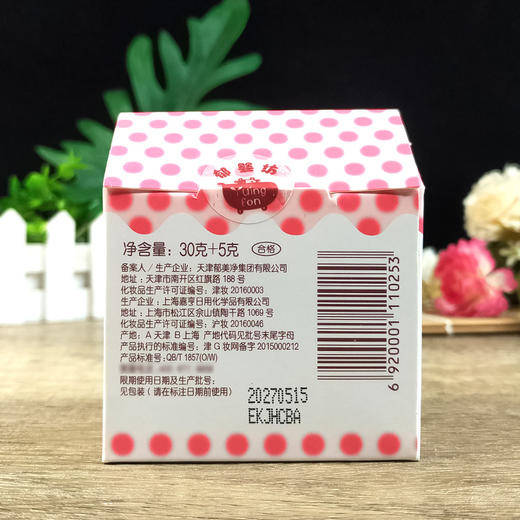 郁婴坊
Yuing
fon
净含量：30克+5克 合格
备案人/生产企业：天津郁美净集团有限公司
地址：天津市南开区红旗路 188 号
化妆品生产许可证编号：津妆 20160003
生产企业：上海嘉亨日用化学品有限公司
地址：上海市松江区佘山镇陶干路 1069 号
化妆品生产许可证编号：沪妆 20160046
产地：A 天津 B 上海 产地代码见批号末尾字母
产品执行的标准编号：津 G 妆网备字 2015000212
产品标准号：QB/T 1857(O/W)
限期使用日期及生产批号：
见包装（请在标注日期前使用）
20270515
EKJHCBA
6 920001 110253